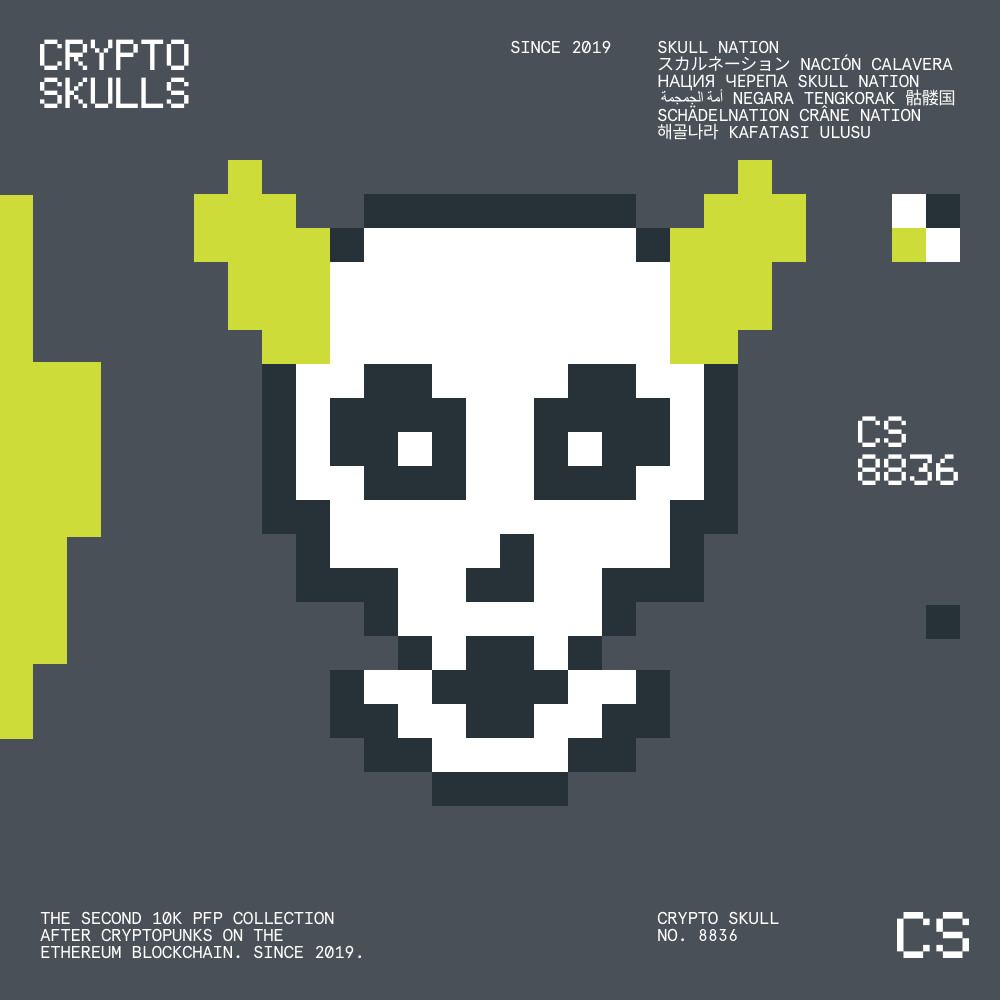 CRYPTO
SKULLS
SINCE 2019
SKULL NATION
スカルネーション NACIÓN CALAVERA
НАЦИЯ ЧЕРЕПА SKULL NATION
أمة الجمجمة NEGARA TENGKORAK 骷髅国
SCHÄDELNATION CRÂNE NATION
해골나라 KAFATASI ULUSU
CS
8836
THE SECOND 10K PFP COLLECTION
AFTER CRYPTOPUNKS ON THE
ETHEREUM BLOCKCHAIN. SINCE 2019.
CRYPTO SKULL
NO. 8836
CS